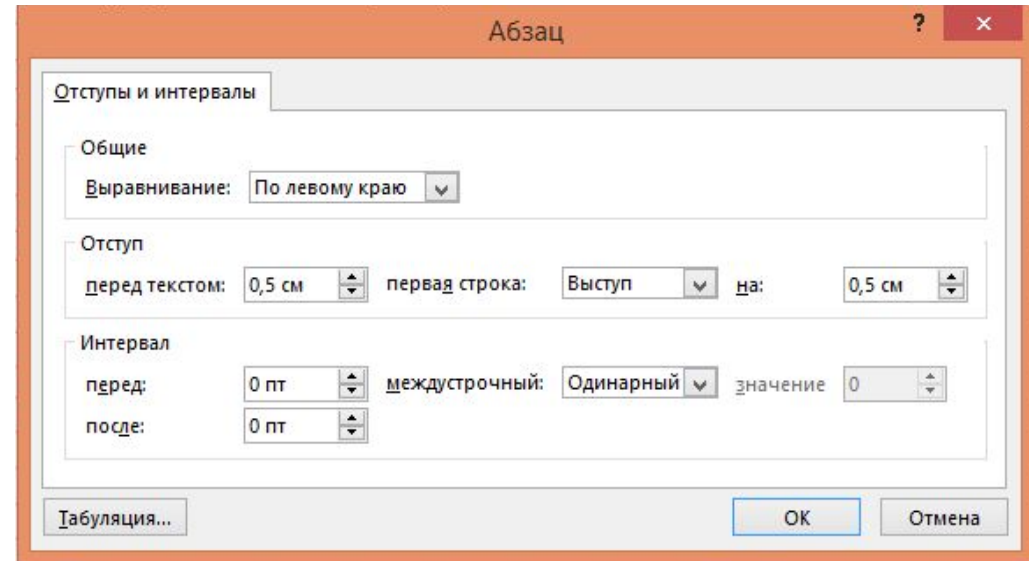 Абзац ?
Отступы и интервалы
Общие
Выравнивание: По левому краю
Отступ
перед текстом: 0,5 см первая строка: Выступ на: 0,5 см
Интервал
перед: 0 пт междустрочный: Одинарный значение 0
после: 0 пт
Табуляция... ОК Отмена